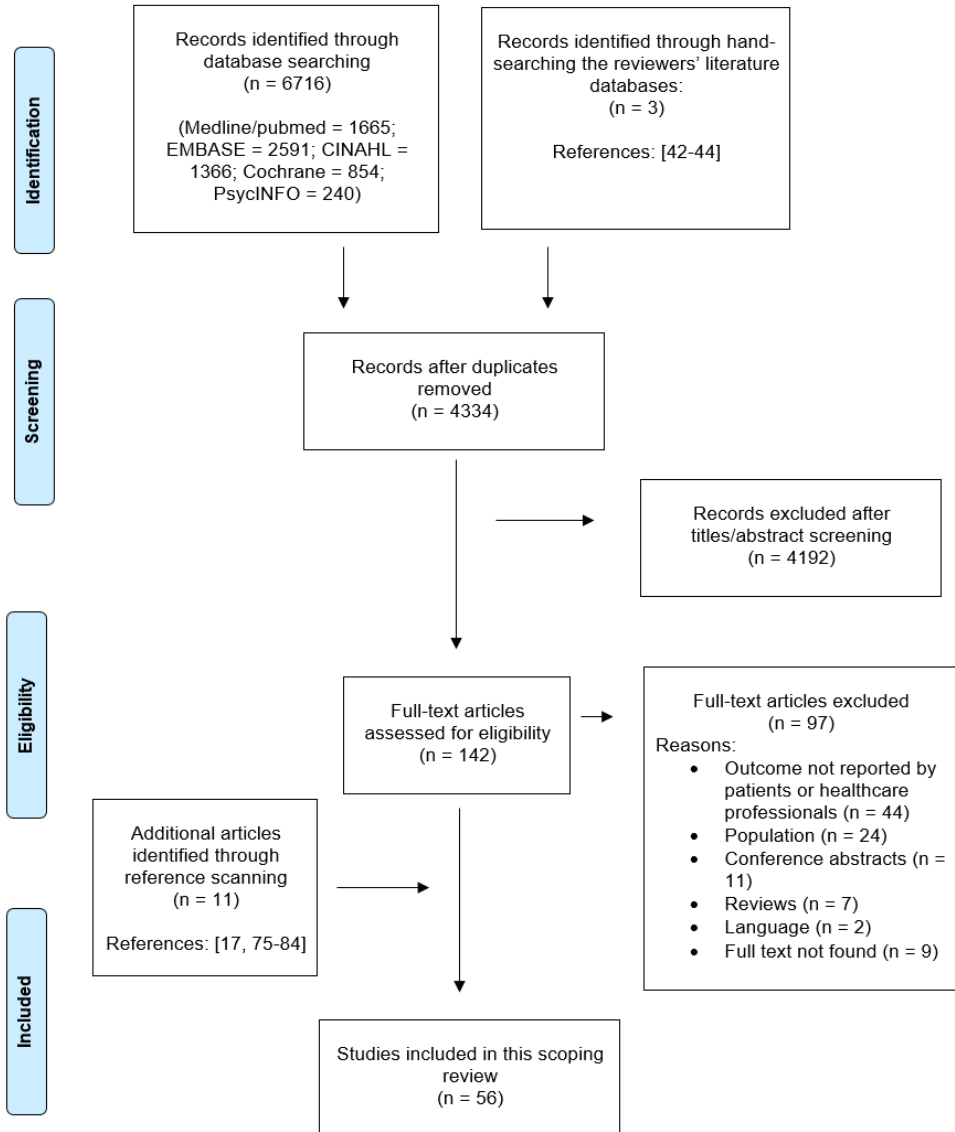 Identification
Records identified through
database searching
(n = 6716)
(Medline/pubmed = 1665;
EMBASE = 2591; CINAHL =
1366; Cochrane = 854;
PsycINFO = 240)
Records identified through hand-
searching the reviewers’ literature
databases:
(n = 3)
References: [42-44]
Screening
Records after duplicates
removed
(n = 4334)
Records excluded after
titles/abstract screening
(n = 4192)
Eligibility
Full-text articles
assessed for eligibility
(n = 142)
Full-text articles excluded
(n = 97)
Reasons:
• Outcome not reported by
patients or healthcare
professionals (n = 44)
• Population (n = 24)
• Conference abstracts (n =
11)
• Reviews (n = 7)
• Language (n = 2)
• Full text not found (n = 9)
Additional articles
identified through
reference scanning
(n = 11)
References: [17, 75-84]
Included
Studies included in this scoping
review
(n = 56)